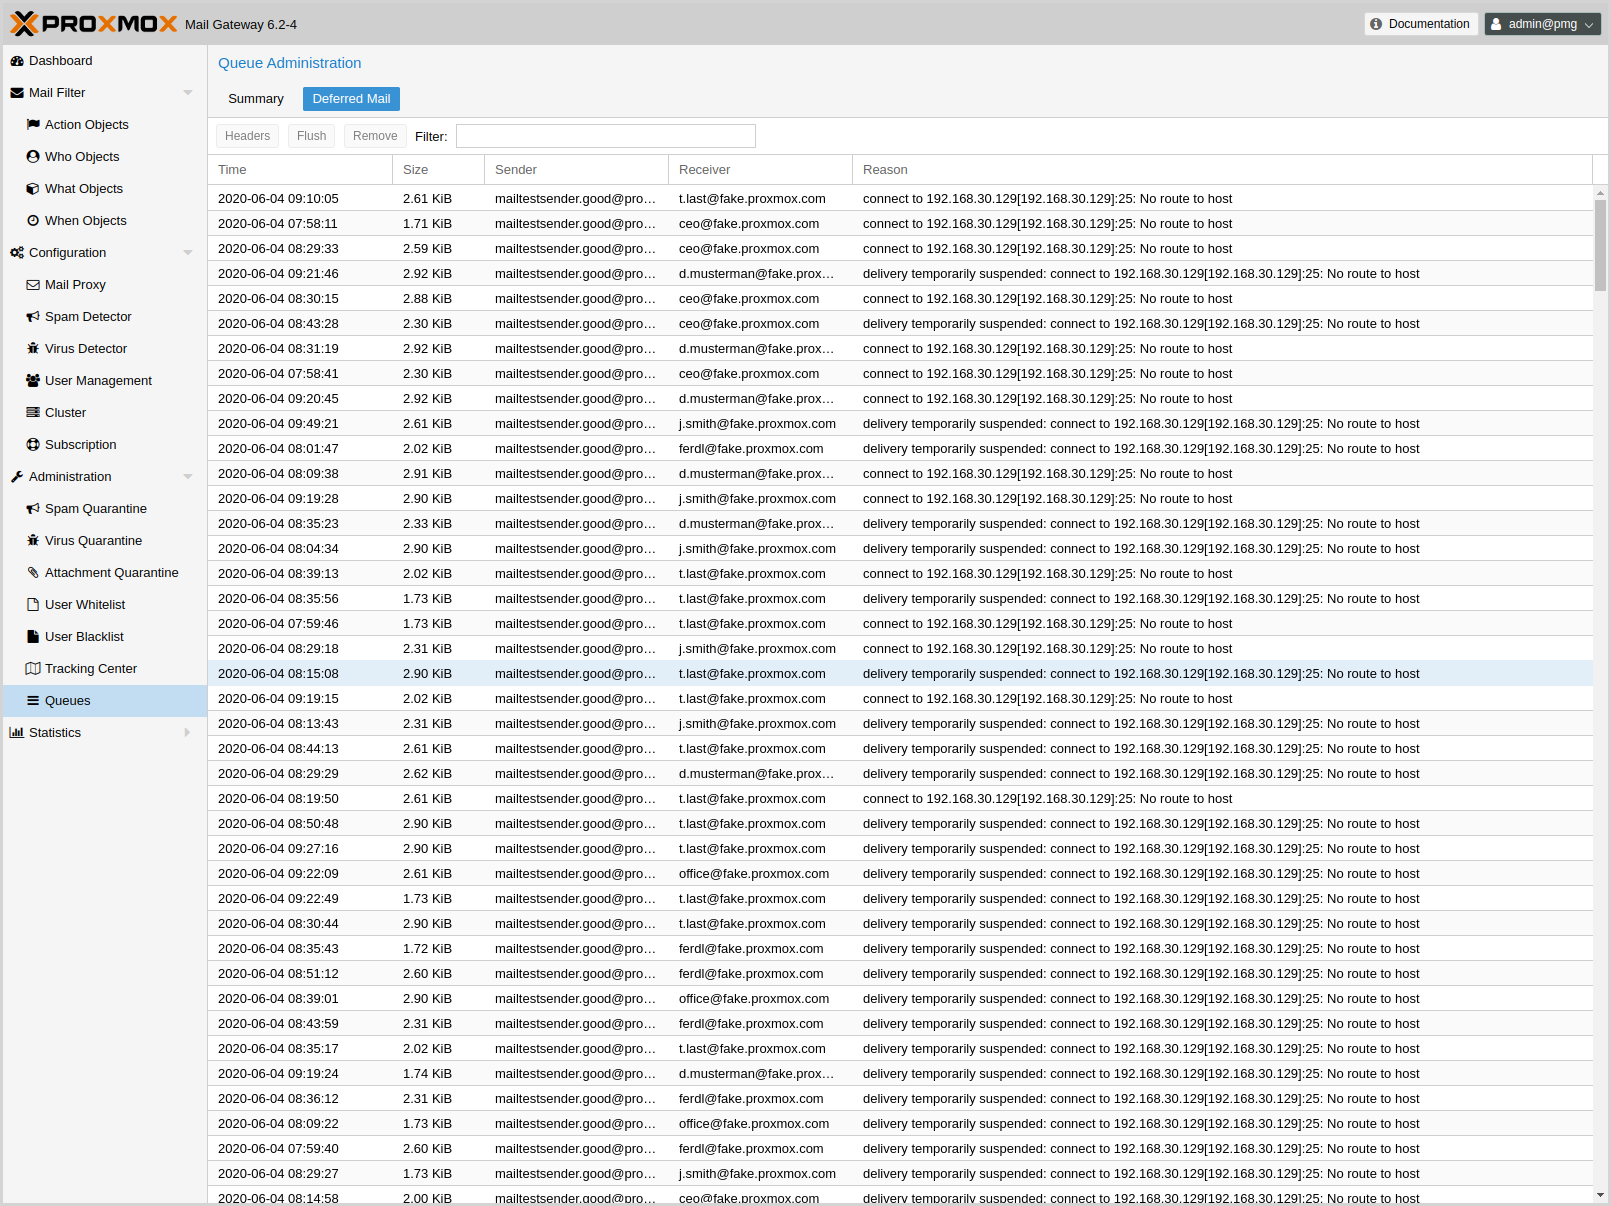 PROXMOX Mail Gateway 6.2-4 Documentation admin@pmg
Dashboard
Mail Filter
Action Objects
Who Objects
What Objects
When Objects
Configuration
Mail Proxy
Spam Detector
Virus Detector
User Management
Cluster
Subscription
Administration
Spam Quarantine
Virus Quarantine
Attachment Quarantine
User Whitelist
User Blacklist
Tracking Center
Queues
Statistics
Queue Administration
Summary Deferred Mail
Headers Flush Remove Filter:
Time Size Sender Receiver Reason
2020-06-04 09:10:05 2.61 KiB mailtestsender.good@pro… t.last@fake.proxmox.com connect to 192.168.30.129[192.168.30.129]:25: No route to host
2020-06-04 07:58:11 1.71 KiB mailtestsender.good@pro… ceo@fake.proxmox.com connect to 192.168.30.129[192.168.30.129]:25: No route to host
2020-06-04 08:29:33 2.59 KiB mailtestsender.good@pro… ceo@fake.proxmox.com connect to 192.168.30.129[192.168.30.129]:25: No route to host
2020-06-04 09:21:46 2.92 KiB mailtestsender.good@pro… d.musterman@fake.prox… delivery temporarily suspended: connect to 192.168.30.129[192.168.30.129]:25: No route to host
2020-06-04 08:30:15 2.88 KiB mailtestsender.good@pro… ceo@fake.proxmox.com connect to 192.168.30.129[192.168.30.129]:25: No route to host
2020-06-04 08:43:28 2.30 KiB mailtestsender.good@pro… ceo@fake.proxmox.com delivery temporarily suspended: connect to 192.168.30.129[192.168.30.129]:25: No route to host
2020-06-04 08:31:19 2.92 KiB mailtestsender.good@pro… d.musterman@fake.prox… connect to 192.168.30.129[192.168.30.129]:25: No route to host
2020-06-04 07:58:41 2.30 KiB mailtestsender.good@pro… ceo@fake.proxmox.com connect to 192.168.30.129[192.168.30.129]:25: No route to host
2020-06-04 09:20:45 2.92 KiB mailtestsender.good@pro… d.musterman@fake.prox… connect to 192.168.30.129[192.168.30.129]:25: No route to host
2020-06-04 09:49:21 2.61 KiB mailtestsender.good@pro… j.smith@fake.proxmox.com delivery temporarily suspended: connect to 192.168.30.129[192.168.30.129]:25: No route to host
2020-06-04 08:01:47 2.02 KiB mailtestsender.good@pro… ferdl@fake.proxmox.com delivery temporarily suspended: connect to 192.168.30.129[192.168.30.129]:25: No route to host
2020-06-04 08:09:38 2.91 KiB mailtestsender.good@pro… d.musterman@fake.prox… connect to 192.168.30.129[192.168.30.129]:25: No route to host
2020-06-04 09:19:28 2.90 KiB mailtestsender.good@pro… j.smith@fake.proxmox.com connect to 192.168.30.129[192.168.30.129]:25: No route to host
2020-06-04 08:35:23 2.33 KiB mailtestsender.good@pro… d.musterman@fake.prox… delivery temporarily suspended: connect to 192.168.30.129[192.168.30.129]:25: No route to host
2020-06-04 08:04:34 2.90 KiB mailtestsender.good@pro… j.smith@fake.proxmox.com delivery temporarily suspended: connect to 192.168.30.129[192.168.30.129]:25: No route to host
2020-06-04 08:39:13 2.02 KiB mailtestsender.good@pro… t.last@fake.proxmox.com connect to 192.168.30.129[192.168.30.129]:25: No route to host
2020-06-04 08:35:56 1.73 KiB mailtestsender.good@pro… t.last@fake.proxmox.com delivery temporarily suspended: connect to 192.168.30.129[192.168.30.129]:25: No route to host
2020-06-04 07:59:46 1.73 KiB mailtestsender.good@pro… t.last@fake.proxmox.com connect to 192.168.30.129[192.168.30.129]:25: No route to host
2020-06-04 08:29:18 2.31 KiB mailtestsender.good@pro… j.smith@fake.proxmox.com connect to 192.168.30.129[192.168.30.129]:25: No route to host
2020-06-04 08:15:08 2.90 KiB mailtestsender.good@pro… t.last@fake.proxmox.com delivery temporarily suspended: connect to 192.168.30.129[192.168.30.129]:25: No route to host
2020-06-04 09:19:15 2.02 KiB mailtestsender.good@pro… t.last@fake.proxmox.com connect to 192.168.30.129[192.168.30.129]:25: No route to host
2020-06-04 08:13:43 2.31 KiB mailtestsender.good@pro… j.smith@fake.proxmox.com delivery temporarily suspended: connect to 192.168.30.129[192.168.30.129]:25: No route to host
2020-06-04 08:44:13 2.61 KiB mailtestsender.good@pro… t.last@fake.proxmox.com delivery temporarily suspended: connect to 192.168.30.129[192.168.30.129]:25: No route to host
2020-06-04 08:29:29 2.62 KiB mailtestsender.good@pro… d.musterman@fake.prox… delivery temporarily suspended: connect to 192.168.30.129[192.168.30.129]:25: No route to host
2020-06-04 08:19:50 2.61 KiB mailtestsender.good@pro… t.last@fake.proxmox.com connect to 192.168.30.129[192.168.30.129]:25: No route to host
2020-06-04 08:50:48 2.90 KiB mailtestsender.good@pro… t.last@fake.proxmox.com delivery temporarily suspended: connect to 192.168.30.129[192.168.30.129]:25: No route to host
2020-06-04 09:27:16 2.90 KiB mailtestsender.good@pro… t.last@fake.proxmox.com delivery temporarily suspended: connect to 192.168.30.129[192.168.30.129]:25: No route to host
2020-06-04 09:22:09 2.61 KiB mailtestsender.good@pro… office@fake.proxmox.com delivery temporarily suspended: connect to 192.168.30.129[192.168.30.129]:25: No route to host
2020-06-04 09:22:49 1.73 KiB mailtestsender.good@pro… t.last@fake.proxmox.com delivery temporarily suspended: connect to 192.168.30.129[192.168.30.129]:25: No route to host
2020-06-04 08:30:44 2.90 KiB mailtestsender.good@pro… t.last@fake.proxmox.com delivery temporarily suspended: connect to 192.168.30.129[192.168.30.129]:25: No route to host
2020-06-04 08:35:43 1.72 KiB mailtestsender.good@pro… ferdl@fake.proxmox.com delivery temporarily suspended: connect to 192.168.30.129[192.168.30.129]:25: No route to host
2020-06-04 08:51:12 2.60 KiB mailtestsender.good@pro… ferdl@fake.proxmox.com delivery temporarily suspended: connect to 192.168.30.129[192.168.30.129]:25: No route to host
2020-06-04 08:39:01 2.90 KiB mailtestsender.good@pro… office@fake.proxmox.com delivery temporarily suspended: connect to 192.168.30.129[192.168.30.129]:25: No route to host
2020-06-04 08:43:59 2.31 KiB mailtestsender.good@pro… ferdl@fake.proxmox.com delivery temporarily suspended: connect to 192.168.30.129[192.168.30.129]:25: No route to host
2020-06-04 08:35:17 2.02 KiB mailtestsender.good@pro… t.last@fake.proxmox.com delivery temporarily suspended: connect to 192.168.30.129[192.168.30.129]:25: No route to host
2020-06-04 09:19:24 1.74 KiB mailtestsender.good@pro… d.musterman@fake.prox… delivery temporarily suspended: connect to 192.168.30.129[192.168.30.129]:25: No route to host
2020-06-04 08:36:12 2.31 KiB mailtestsender.good@pro… ferdl@fake.proxmox.com delivery temporarily suspended: connect to 192.168.30.129[192.168.30.129]:25: No route to host
2020-06-04 08:09:22 1.73 KiB mailtestsender.good@pro… office@fake.proxmox.com delivery temporarily suspended: connect to 192.168.30.129[192.168.30.129]:25: No route to host
2020-06-04 07:59:40 2.60 KiB mailtestsender.good@pro… ferdl@fake.proxmox.com delivery temporarily suspended: connect to 192.168.30.129[192.168.30.129]:25: No route to host
2020-06-04 08:29:27 1.73 KiB mailtestsender.good@pro… j.smith@fake.proxmox.com delivery temporarily suspended: connect to 192.168.30.129[192.168.30.129]:25: No route to host
2020-06-04 08:14:58 2.00 KiB mailtestsender.good@pro… ceo@fake.proxmox.com delivery temporarily suspended: connect to 192.168.30.129[192.168.30.129]:25: No route to host